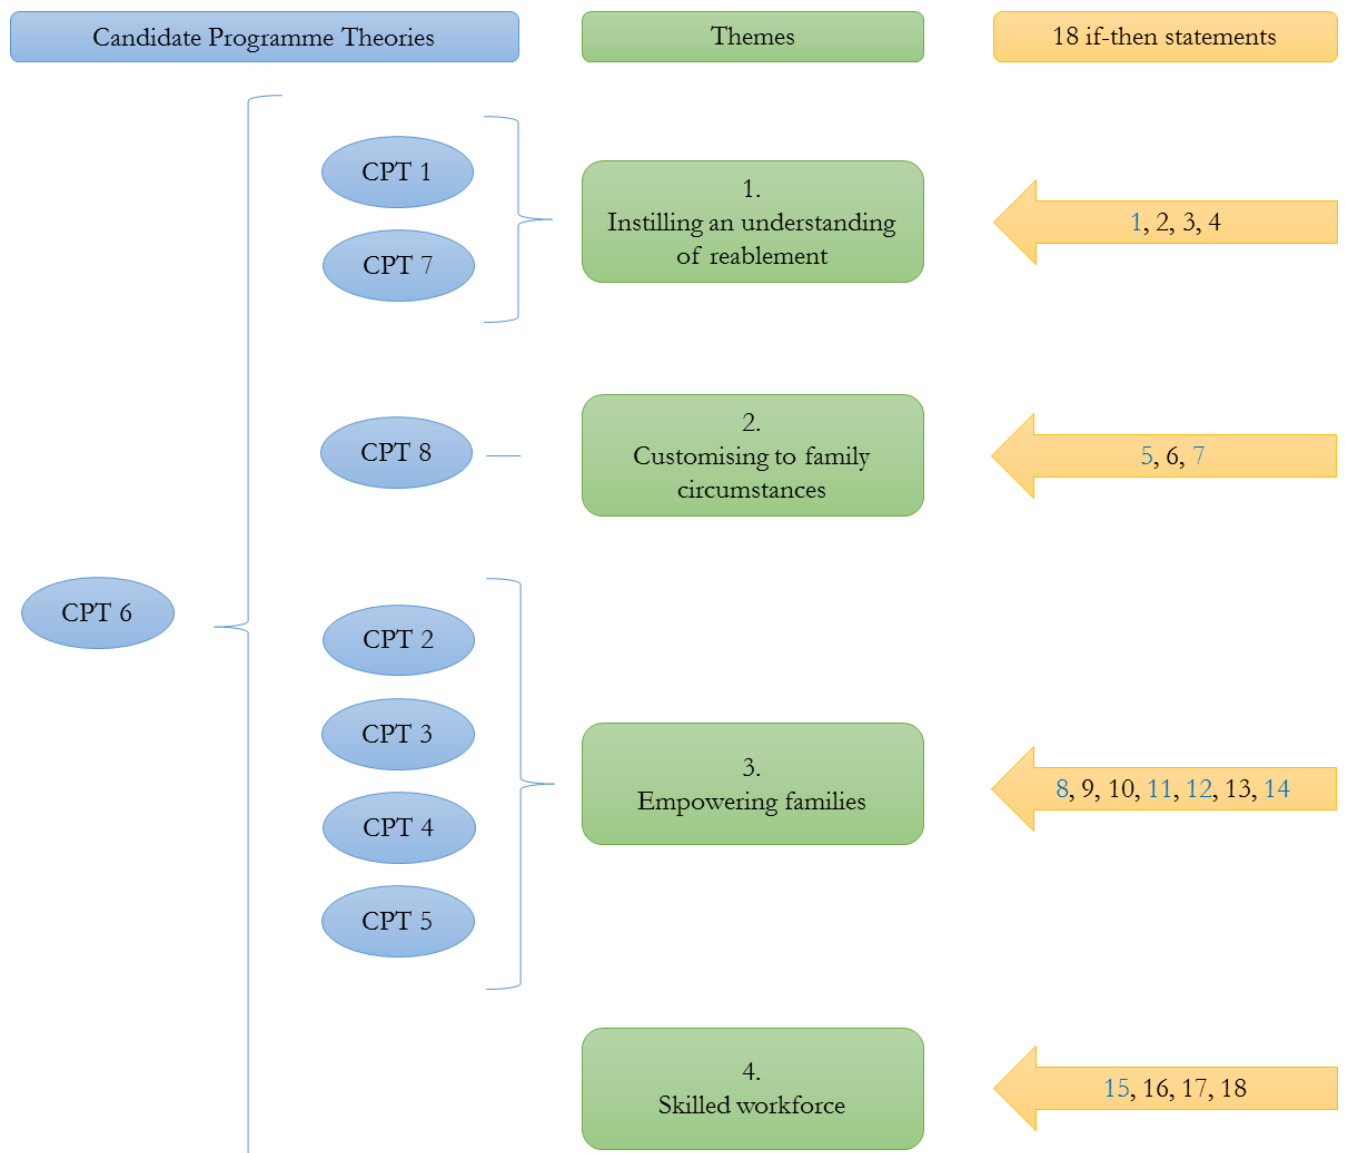 Candidate Programme Theories
Themes
18 if-then statements
CPT 1
CPT 7
1.
Instilling an understanding
of reablement
1, 2, 3, 4
CPT 8
2.
Customising to family
circumstances
5, 6, 7
CPT 6
CPT 2
CPT 3
CPT 4
CPT 5
3.
Empowering families
8, 9, 10, 11, 12, 13, 14
4.
Skilled workforce
15, 16, 17, 18